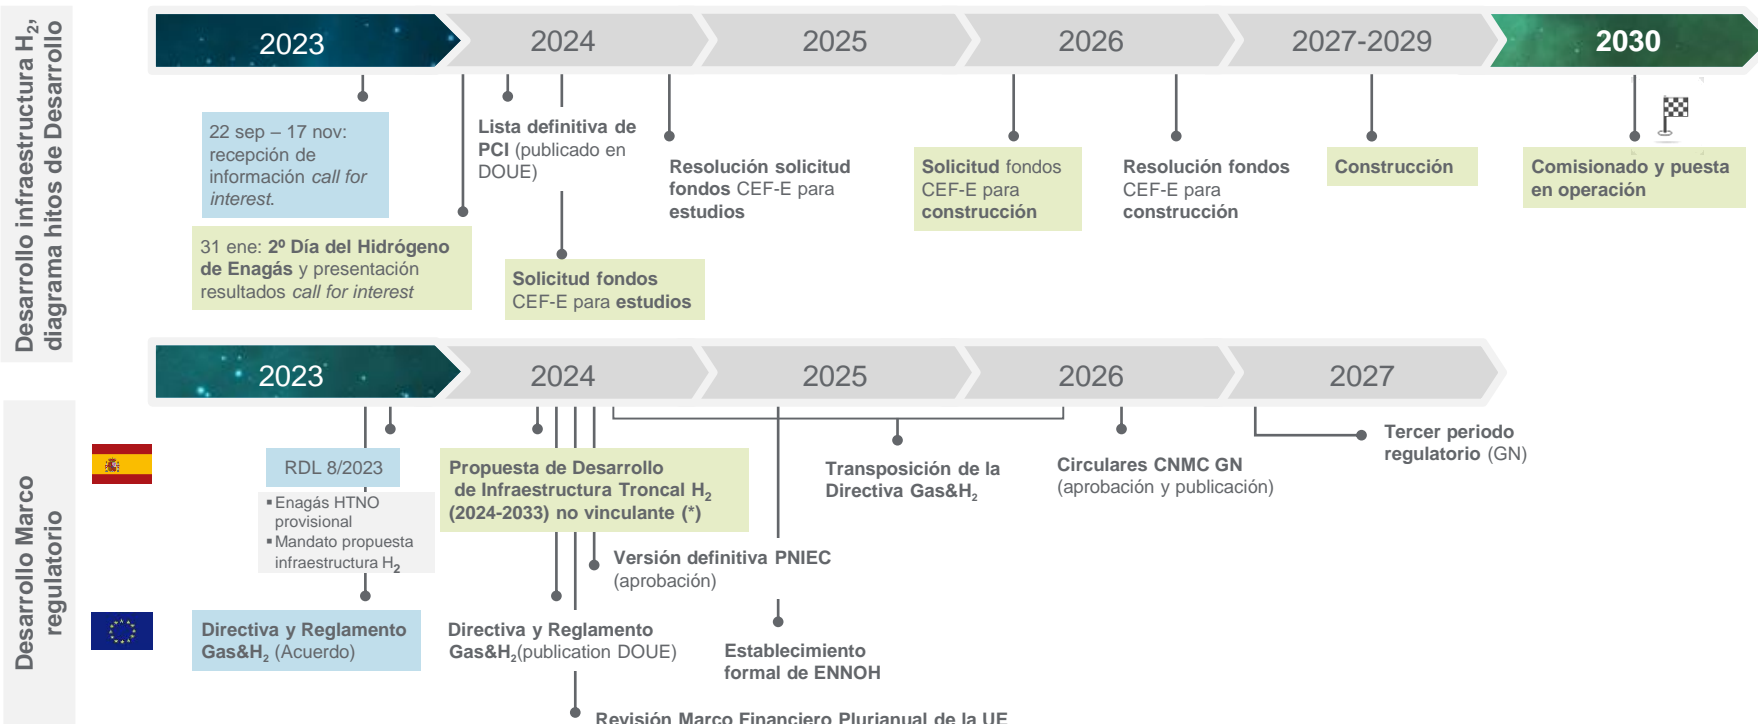 Desarrollo infraestructura H2,
diagrama hitos de Desarrollo
2023
2024
2025
2026
2027-2029
2030
22 sep – 17 nov:
recepción de
información call for
interest.
31 ene: 2º Día del Hidrógeno
de Enagás y presentación
resultados call for interest
Lista definitiva de
PCI (publicado en
DOUE)
Solicitud fondos
CEF-E para estudios
Resolución solicitud
fondos CEF-E para
estudios
Solicitud fondos
CEF-E para
construcción
Resolución fondos
CEF-E para
construcción
Construcción
Comisionado y puesta
en operación
Desarrollo Marco
regulatorio
2023
2024
2025
2026
2027
RDL 8/2023
▪ Enagás HTNO
provisional
▪ Mandato propuesta
infraestructura H2
Propuesta de Desarrollo
de Infraestructura Troncal H2
(2024-2033) no vinculante (*)
Transposición de la
Directiva Gas&H2
Circulares CNMC GN
(aprobación y publicación)
Tercer periodo
regulatorio (GN)
Versión definitiva PNIEC
(aprobación)
Directiva y Reglamento
Gas&H2 (Acuerdo)
Directiva y Reglamento
Gas&H2(publication DOUE)
Establecimiento
formal de ENNOH
Revisión Marco Financiero Plurianual de la UE